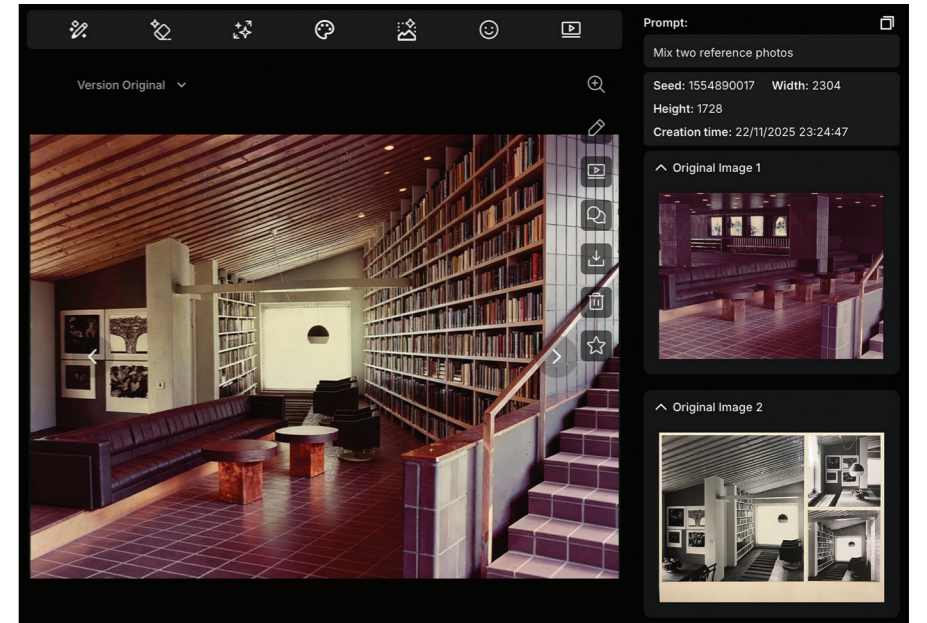 Prompt:
Mix two reference photos
Version Original
Seed: 1554890017 Width: 2304
Height: 1728
Creation time: 22/11/2025 23:24:47
Original Image 1
Original Image 2